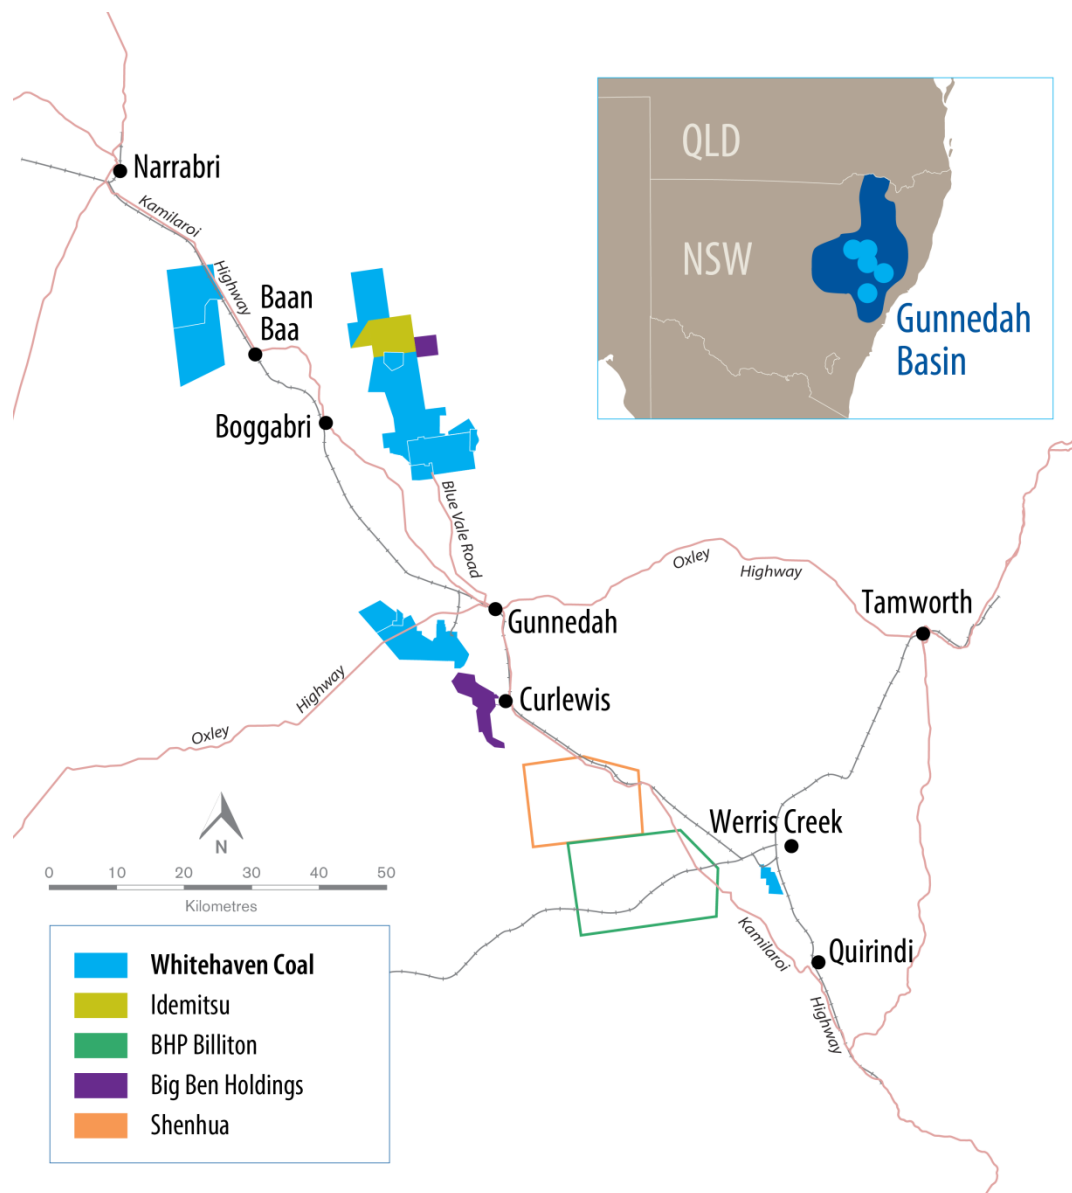 QLD
NSW
Gunnedah
Basin
Narrabri
Kamilaroi
Highway
Baan
Baa
Boggabri
Blue Vale Road
Oxley
Highway
Tamworth
Gunnedah
Highway
Oxley
Curlewis
Werris Creek
Kamilaroi
Quirindi
Highway
N
0 10 20 30 40 50
Kilometres
Whitehaven Coal
Idemitsu
BHP Billiton
Big Ben Holdings
Shenhua